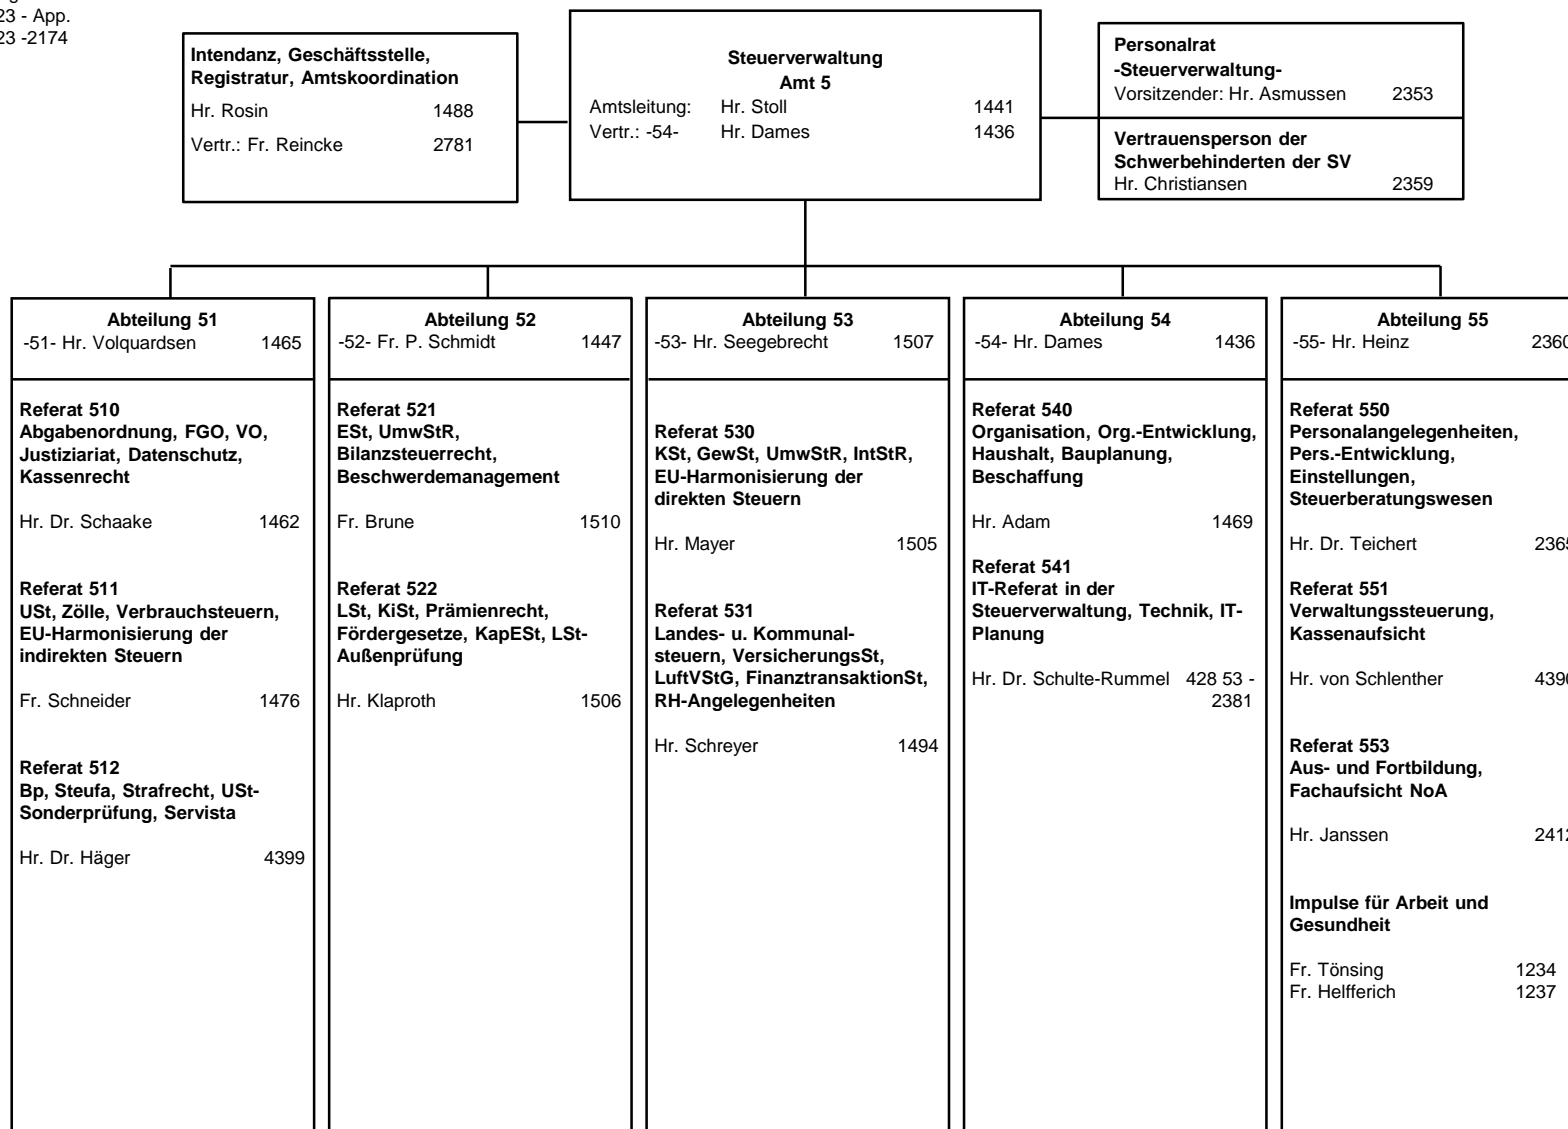 23 - App.
23 -2174
Intendanz, Geschäftsstelle,
Registratur, Amtskoordination
Hr. Rosin 1488
Vertr.: Fr. Reincke 2781
Steuerverwaltung
Amt 5
Amtsleitung: Hr. Stoll 1441
Vertr.: -54- Hr. Dames 1436
Personalrat
-Steuerverwaltung-
Vorsitzender: Hr. Asmussen 2353
Vertrauensperson der
Schwerbehinderten der SV
Hr. Christiansen 2359
Abteilung 51
-51- Hr. Volquardsen 1465
Referat 510
Abgabenordnung, FGO, VO,
Justiziariat, Datenschutz,
Kassenrecht
Hr. Dr. Schaake 1462
Referat 511
USt, Zölle, Verbrauchsteuern,
EU-Harmonisierung der
indirekten Steuern
Fr. Schneider 1476
Referat 512
Bp, Steufa, Strafrecht, USt-
Sonderprüfung, Servista
Hr. Dr. Häger 4399
Abteilung 52
-52- Fr. P. Schmidt 1447
Referat 521
ESt, UmwStR,
Bilanzsteuerrecht,
Beschwerdemanagement
Fr. Brune 1510
Referat 522
LSt, KiSt, Prämienrecht,
Fördergesetze, KapESt, LSt-
Außenprüfung
Hr. Klaproth 1506
Abteilung 53
-53- Hr. Seegebrecht 1507
Referat 530
KSt, GewSt, UmwStR, IntStR,
EU-Harmonisierung der
direkten Steuern
Hr. Mayer 1505
Referat 531
Landes- u. Kommunal-
steuern, VersicherungsSt,
LuftVStG, FinanztransaktionSt,
RH-Angelegenheiten
Hr. Schreyer 1494
Abteilung 54
-54- Hr. Dames 1436
Referat 540
Organisation, Org.-Entwicklung,
Haushalt, Bauplanung,
Beschaffung
Hr. Adam 1469
Referat 541
IT-Referat in der
Steuerverwaltung, Technik, IT-
Planung
Hr. Dr. Schulte-Rummel 428 53 -
2381
Abteilung 55
-55- Hr. Heinz 2360
Referat 550
Personalangelegenheiten,
Pers.-Entwicklung,
Einstellungen,
Steuerberatungswesen
Hr. Dr. Teichert 2365
Referat 551
Verwaltungssteuerung,
Kassenaufsicht
Hr. von Schlenther 4396
Referat 553
Aus- und Fortbildung,
Fachaufsicht NoA
Hr. Janssen 2412
Impulse für Arbeit und
Gesundheit
Fr. Tönsing 1234
Fr. Helfferich 1237